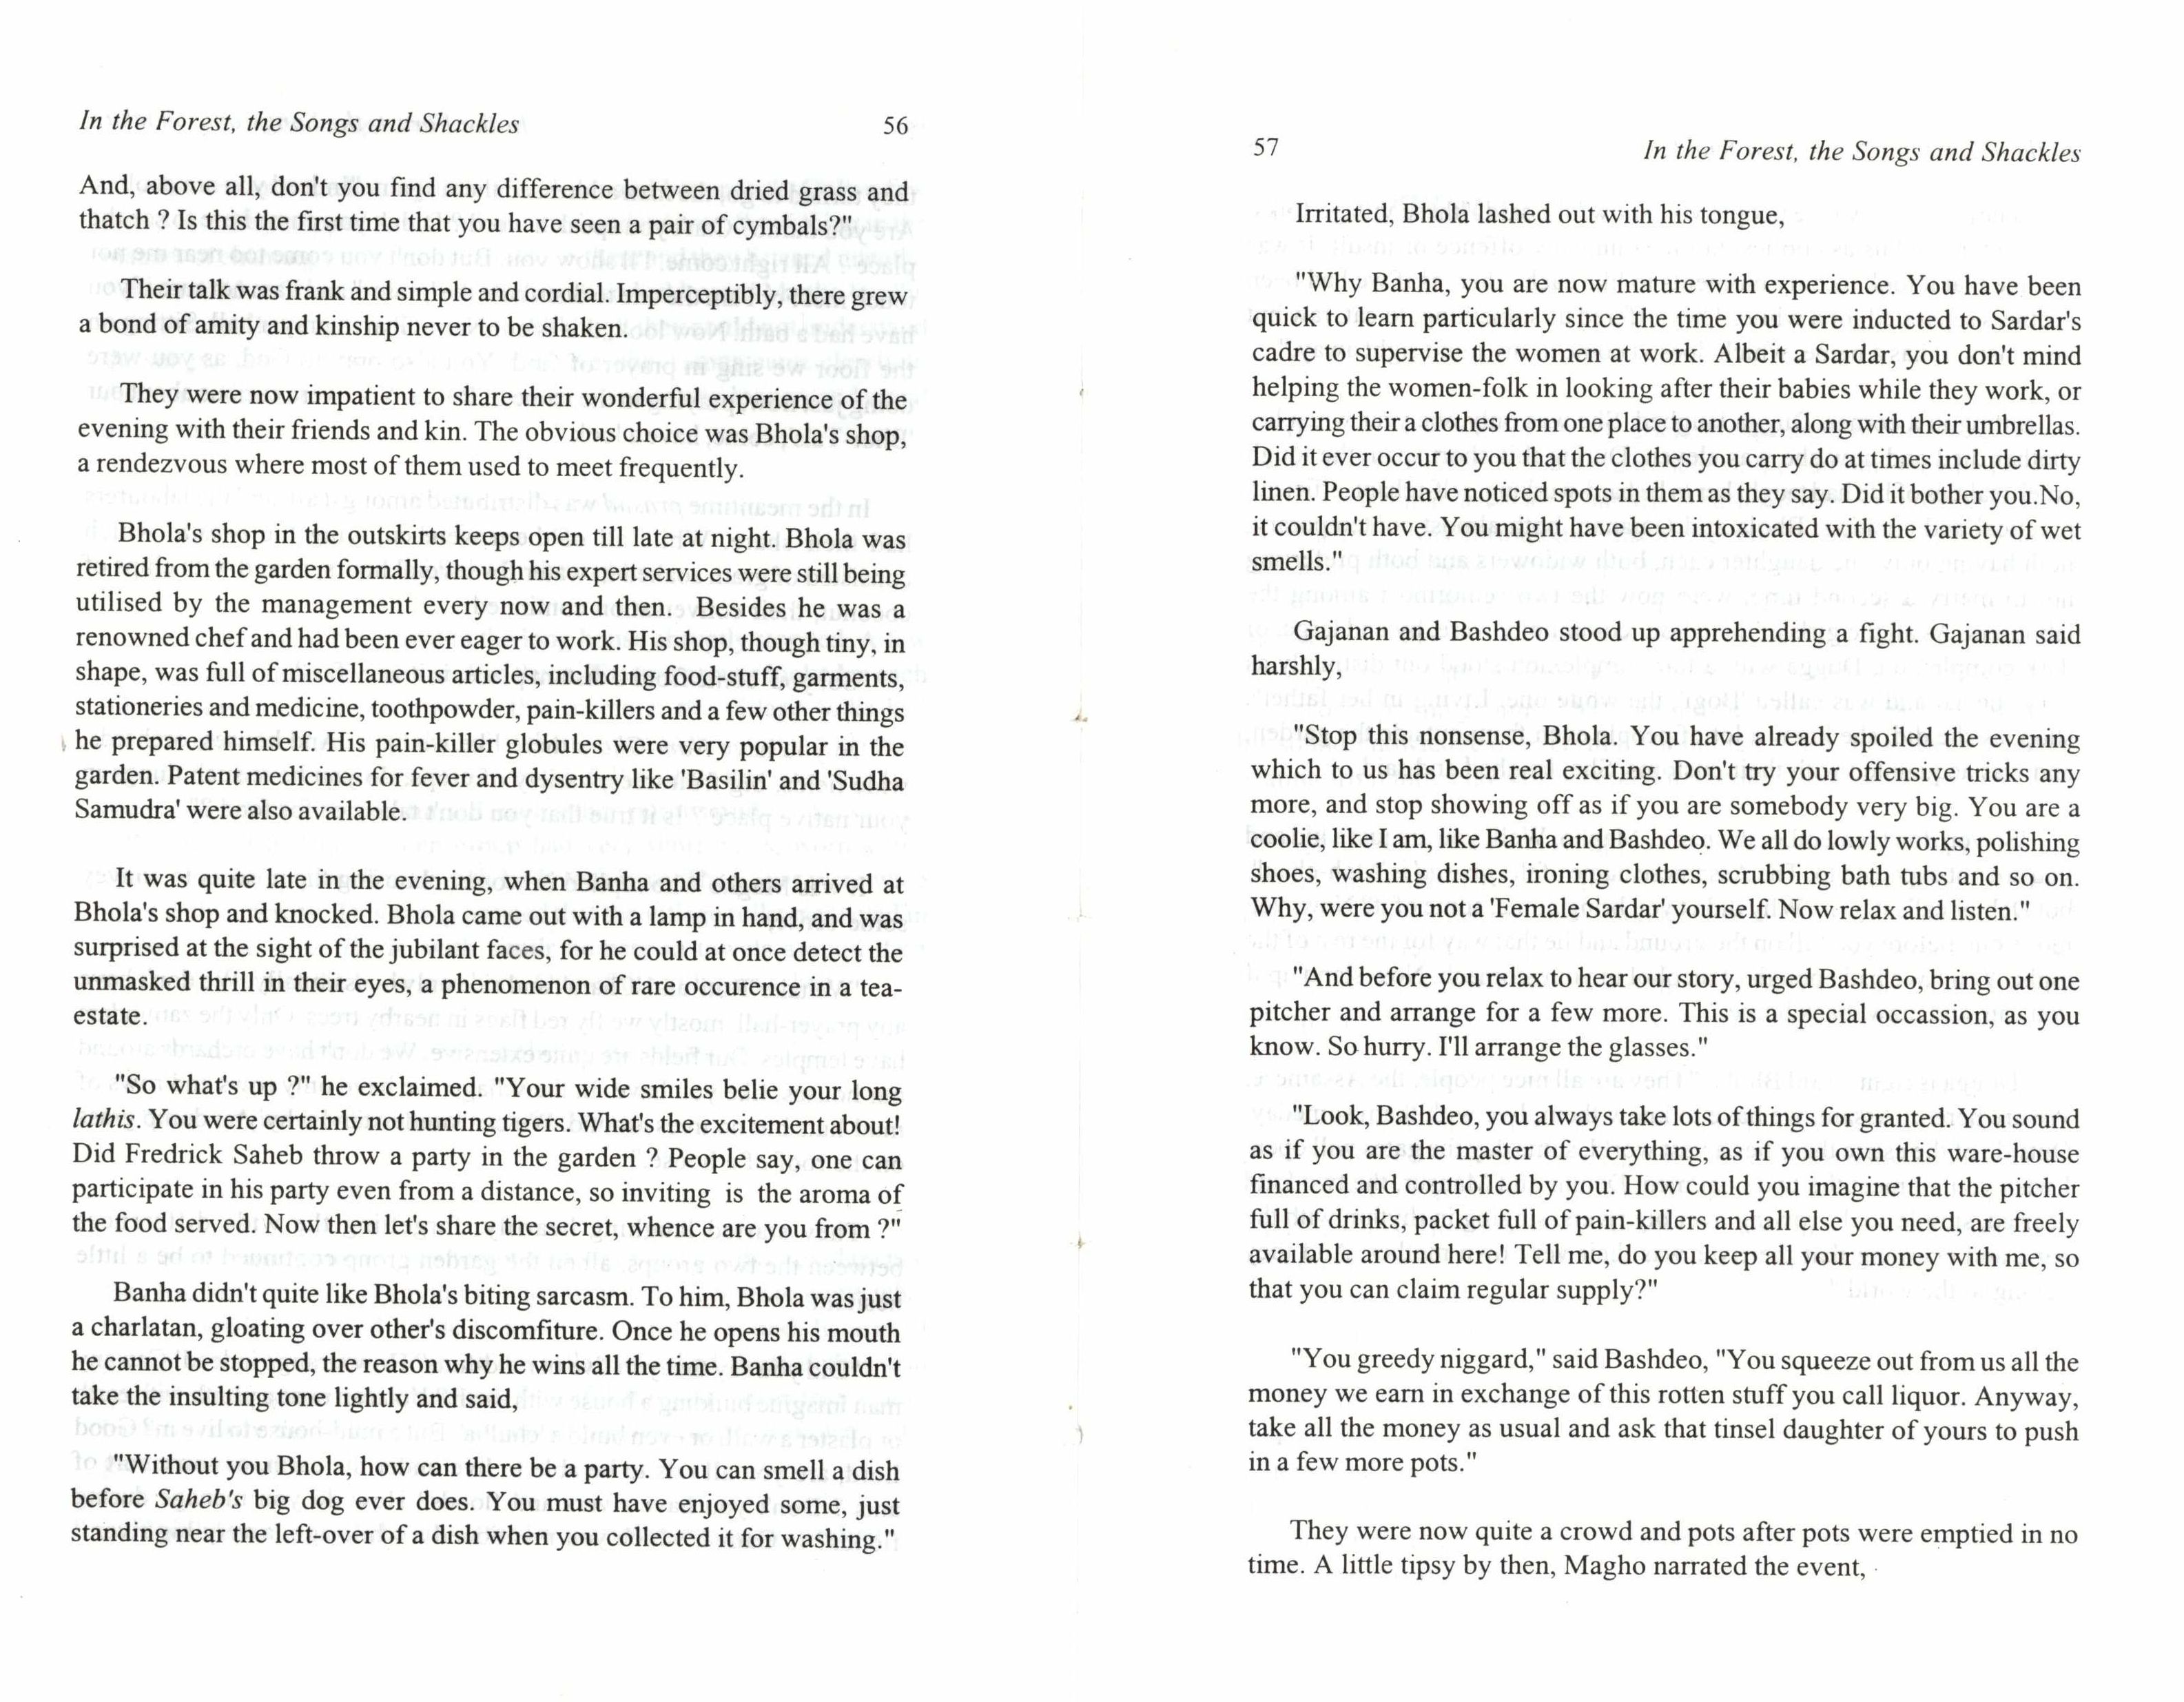 In the Forest, the Songs and Shackles 56
And, above all, don't you find any difference between dried grass and
thatch ? Is this the first time that you have seen a pair of cymbals?"
Their talk was frank and simple and cordial. Imperceptibly, there grew
a bond of amity and kinship never to be shaken.
They were now impatient to share their wonderful experience of the
evening with their friends and kin. The obvious choice was Bhola's shop,
a rendezvous where most of them used to meet frequently.
Bhola's shop in the outskirts keeps open till late at night. Bhola was
retired from the garden formally, though his expert services were still being
utilised by the management every now and then.. Besides he was a
renowned chef and had been ever eager to work. His shop, though tiny, in
shape, was full of miscellaneous articles, including food-stuff, garments,
stationeries and medicine, toothpowder, pain-killers and a few other things
he prepared himself. His pain-killer globules were very popular in the
garden. Patent medicines for fever and dysentry like 'Basilin' and 'Sudha
Samudra' were also available.
It was quite late in the evening, when Banha and others arrived at
Bhola's shop and knocked. Bhola came out with a lamp in hand, and was
surprised at the sight of the jubilant faces, for he could at once detect the
unmasked thrill in their eyes, a phenomenon of rare occurence in a tea-
estate.
"So what's up ?" he exclaimed. "Your wide smiles belie your long
lathis. You were certainly not hunting tigers. What's the excitement about!
Did Fredrick Saheb throw a party in the garden ? People say, one can
participate in his party even from a distance, so inviting is the aroma of
the food served. Now then let's share the secret, whence are you from ?"
Banha didn't quite like Bhola's biting sarcasm. To him, Bhola was just
a charlatan, gloating over other's discomfiture. Once he opens his mouth
he cannot be stopped, the reason why he wins all the time. Banha couldn't
take the insulting tone lightly and said,
"Without you Bhola, how can there be a party. You can smell a dish
before Saheb's big dog ever does. You must have enjoyed some, just
standing near the left-over of a dish when you collected it for washing."
57 In the Forest, the Songs and Shackles
Irritated, Bhola lashed out with his tongue,
"Why Banha, you are now mature with experience. You have been
quick to learn particularly since the time you were inducted to Sardar's
cadre to supervise the women at work. Albeit a Sardar, you don't mind
helping the women-folk in looking after their babies while they work, or
carrying their a clothes from one place to another, along with their umbrellas.
Did it ever occur to you that the clothes you carry do at times include dirty
linen. People have noticed spots in them as they say. Did it bother you.No,
it couldn't have. You might have been intoxicated with the variety of wet
smells."
Gajanan and Bashdeo stood up apprehending a fight. Gajanan said
harshly,
"Stop this nonsense, Bhola. You have already spoiled the evening
which to us has been real exciting. Don't try your offensive tricks any
more, and stop showing off as if you are somebody very big. You are a
coolie, like I am, like Banha and Bashdeo. We all do lowly works, polishing
shoes, washing dishes, ironing clothes, scrubbing bath tubs and so on.
Why, were you not a 'Female Sardar' yourself. Now relax and listen."
"And before you relax to hear our story, urged Bashdeo, bring out one
pitcher and arrange for a few more. This is a special occassion, as you
know. So hurry. I'll arrange the glasses."
"Look, Bashdeo, you always take lots of things for granted. You sound
as if you are the master of everything, as if you own this ware-house
financed and controlled by you. How could you imagine that the pitcher
full of drinks, packet full of pain-killers and all else you need, are freely
available around here! Tell me, do you keep all your money with me, so
that you can claim regular supply?"
"You greedy niggard," said Bashdeo, "You squeeze out from us all the
money we earn in exchange of this rotten stuff you call liquor. Anyway,
take all the money as usual and ask that tinsel daughter of yours to push
in a few more pots."
They were now quite a crowd and pots after pots were emptied in no
time. A little tipsy by then, Magho narrated the event,